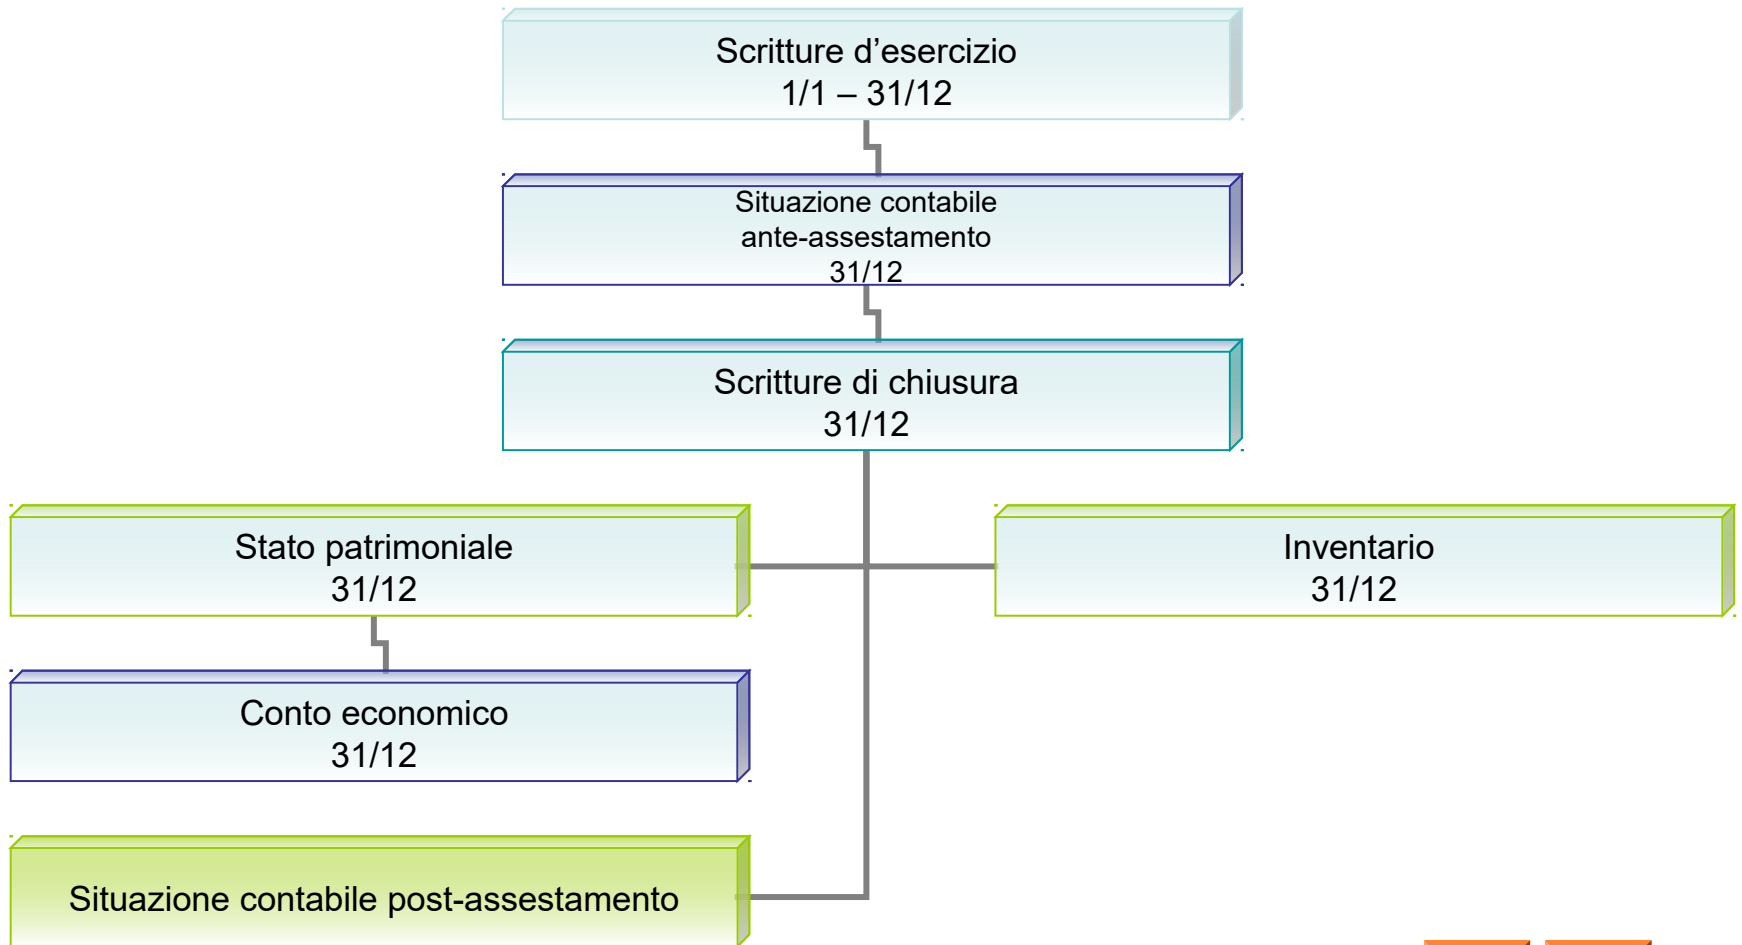 Scritture d’esercizio
1/1 – 31/12
Situazione contabile
ante-assestamento
31/12
Scritture di chiusura
31/12
Stato patrimoniale
31/12
Inventario
31/12
Conto economico
31/12
Situazione contabile post-assestamento